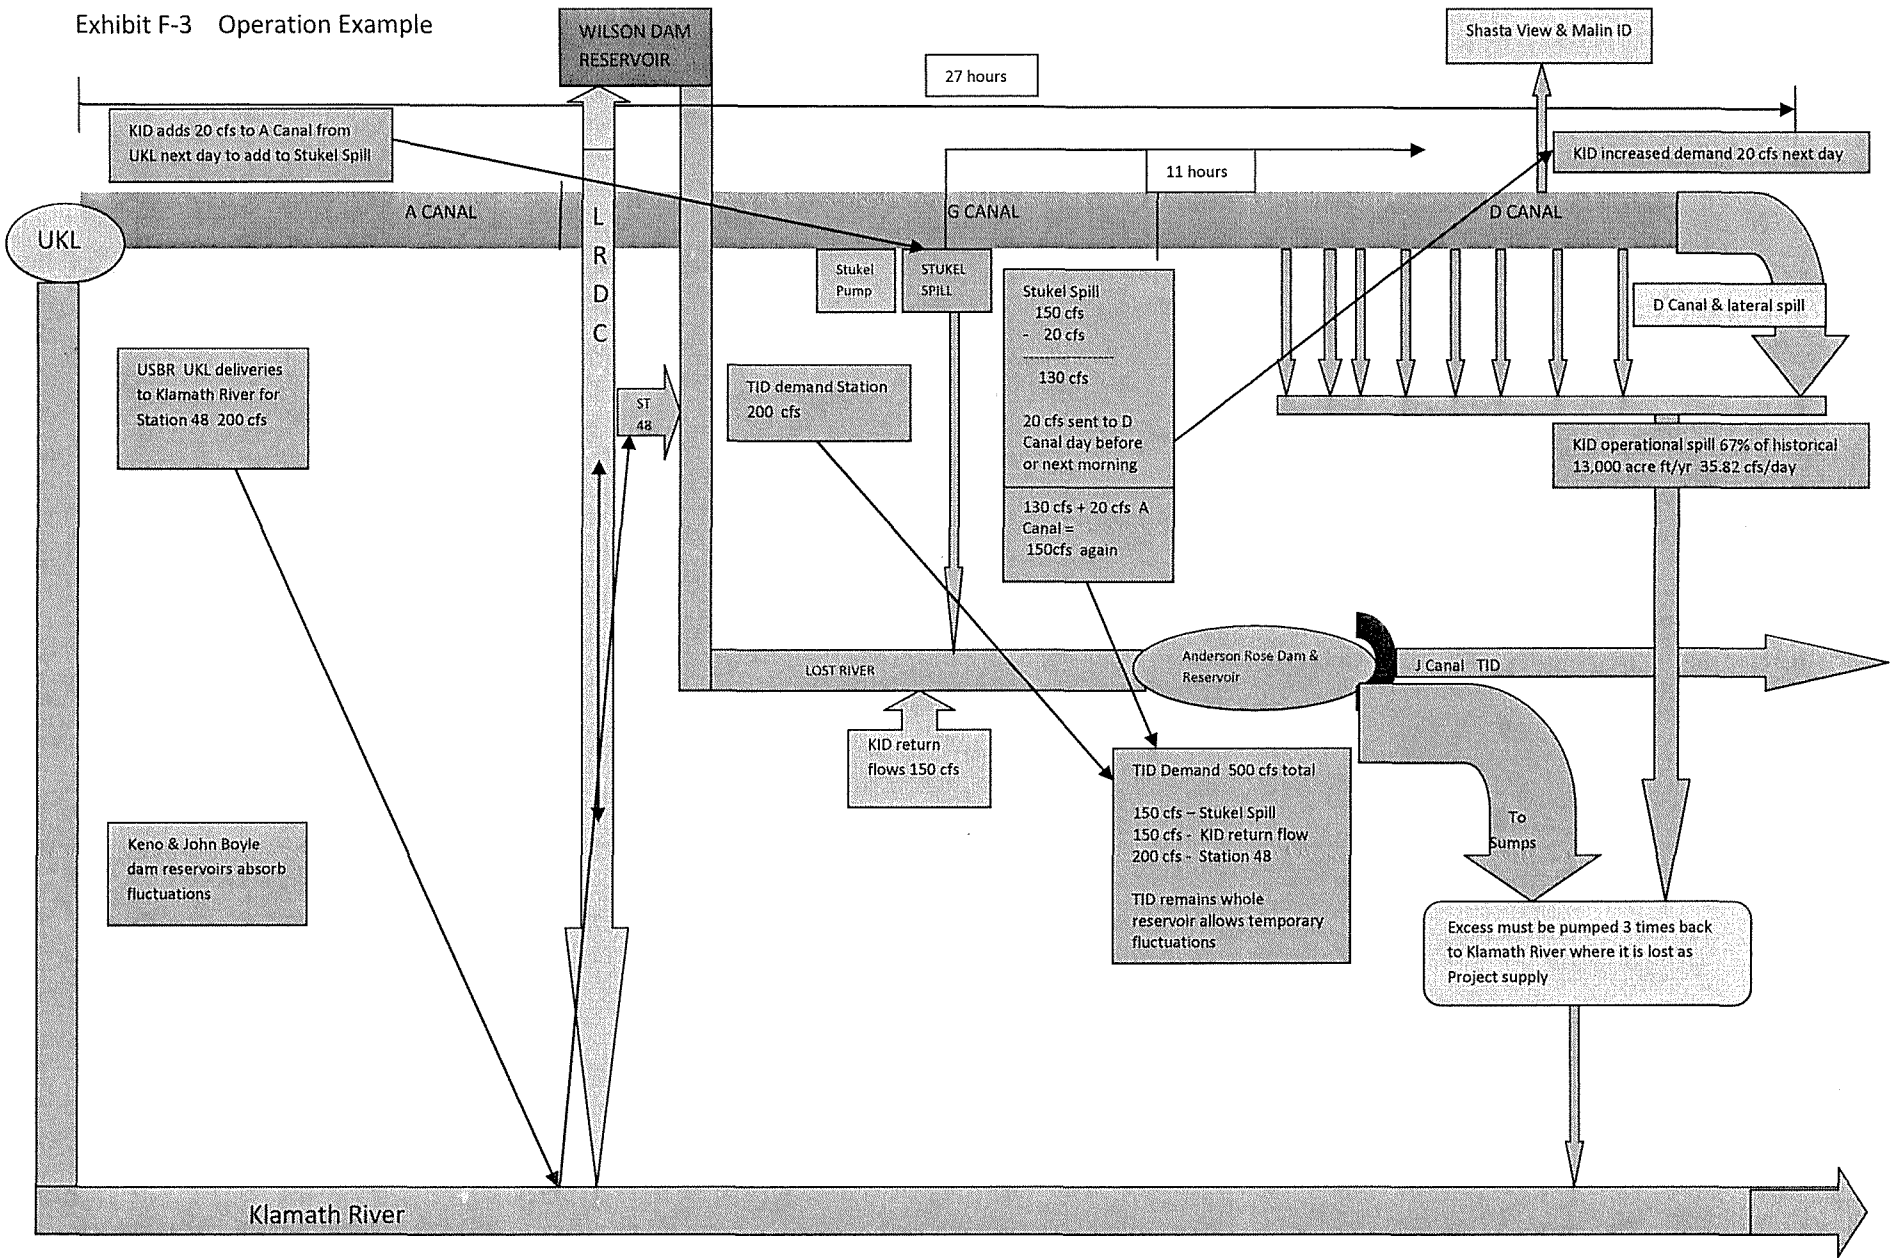 Exhibit F-3 Operation Example
WILSON DAM
RESERVOIR
Shasta View & Malin ID
27 hours
KID adds 20 cfs to A Canal from
UKL next day to add to Stukel Spill
KID increased demand 20 cfs next day
11 hours
UKL
A CANAL
G CANAL
D CANAL
L
R
D
C
Stukel
Pump
STUKEL
SPILL
Stukel Spill
150 cfs
- 20 cfs
130 cfs
20 cfs sent to D
Canal day before
or next morning
130 cfs + 20 cfs A
Canal =
150cfs again
D Canal & lateral spill
USBR UKL deliveries
to Klamath River for
Station 48 200 cfs
ST
48
TID demand Station
200 cfs
KID operational spill 67% of historical
13,000 acre ft/yr 35.82 cfs/day
LOST RIVER
Anderson Rose Dam &
Reservoir
J Canal TID
KID return
flows 150 cfs
TID Demand 500 cfs total
150 cfs – Stukel Spill
150 cfs - KID return flow
200 cfs - Station 48
TID remains whole
reservoir allows temporary
fluctuations
To
Sumps
Keno & John Boyle
dam reservoirs absorb
fluctuations
Excess must be pumped 3 times back
to Klamath River where it is lost as
Project supply
Klamath River